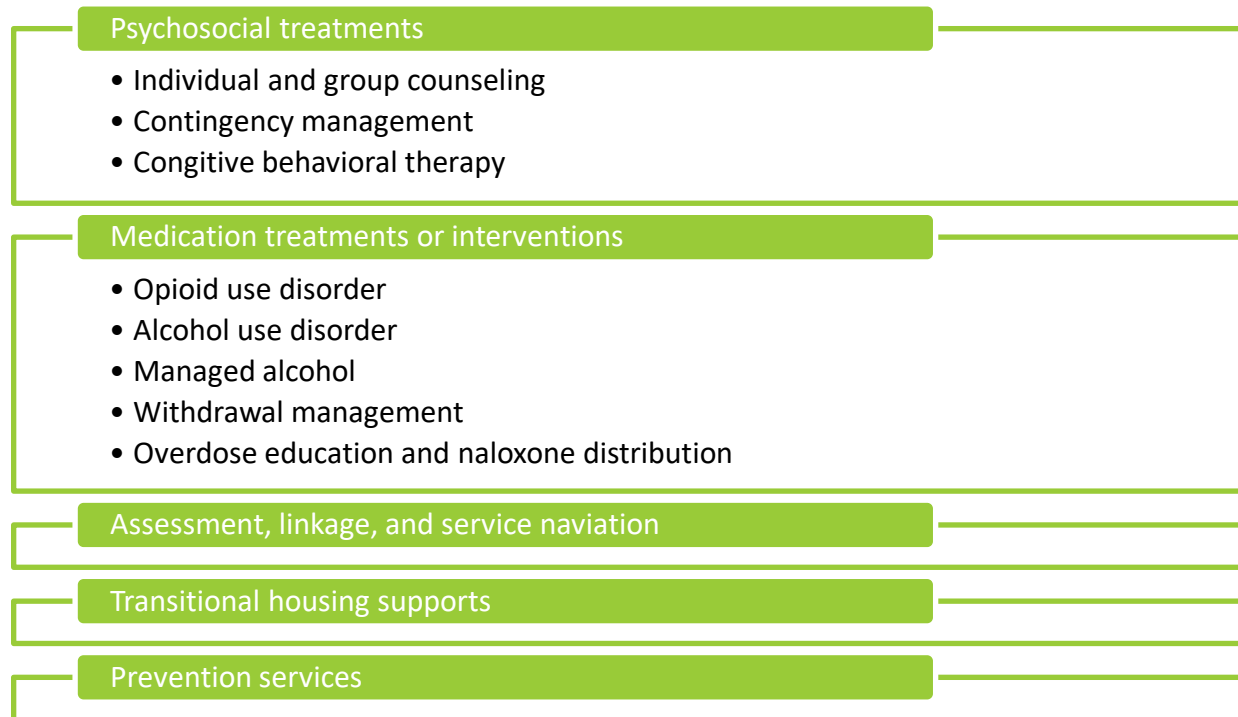 Psychosocial treatments
• Individual and group counseling
• Contingency management
• Congitive behavioral therapy
Medication treatments or interventions
• Opioid use disorder
• Alcohol use disorder
• Managed alcohol
• Withdrawal management
• Overdose education and naloxone distribution
Assessment, linkage, and service naviation
Transitional housing supports
Prevention services